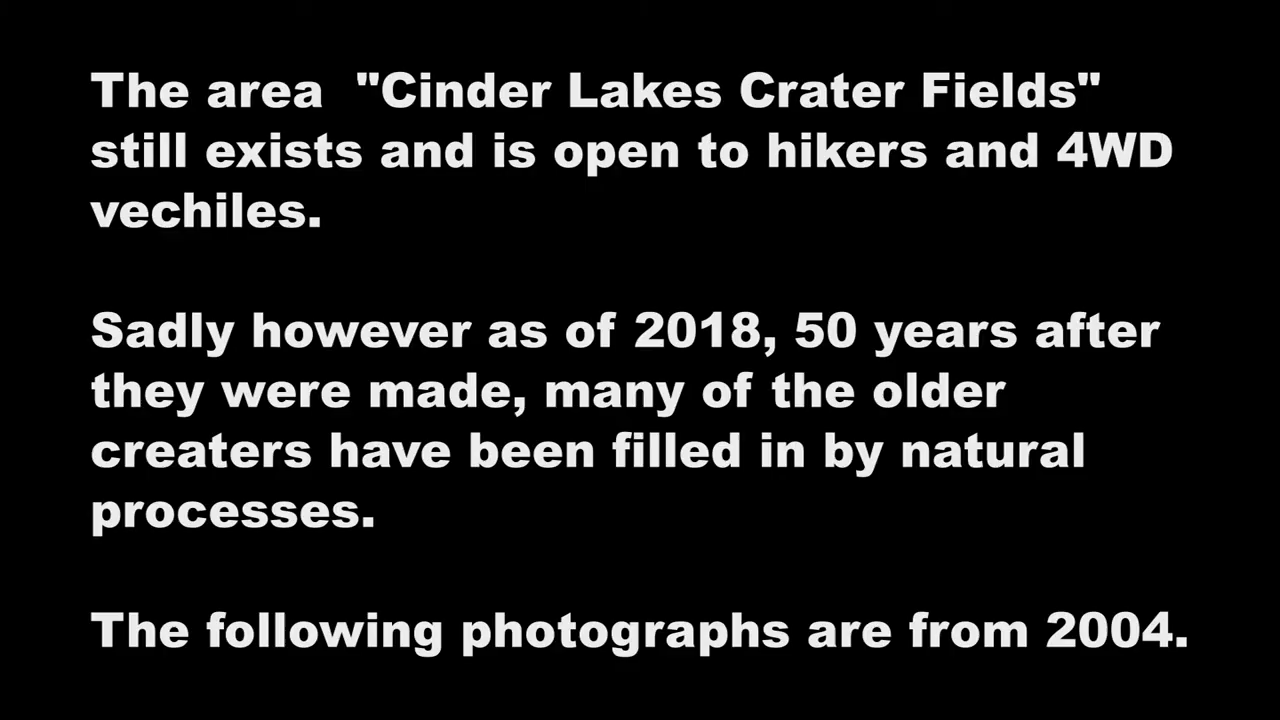 The area  "Cinder Lakes Crater Fields"
still exists and is open to hikers and 4WD
vechiles.
Sadly however as of 2018, 50 years after
they were made, many of the older
creaters have been filled in by natural
processes.
The following photographs are from 2004.